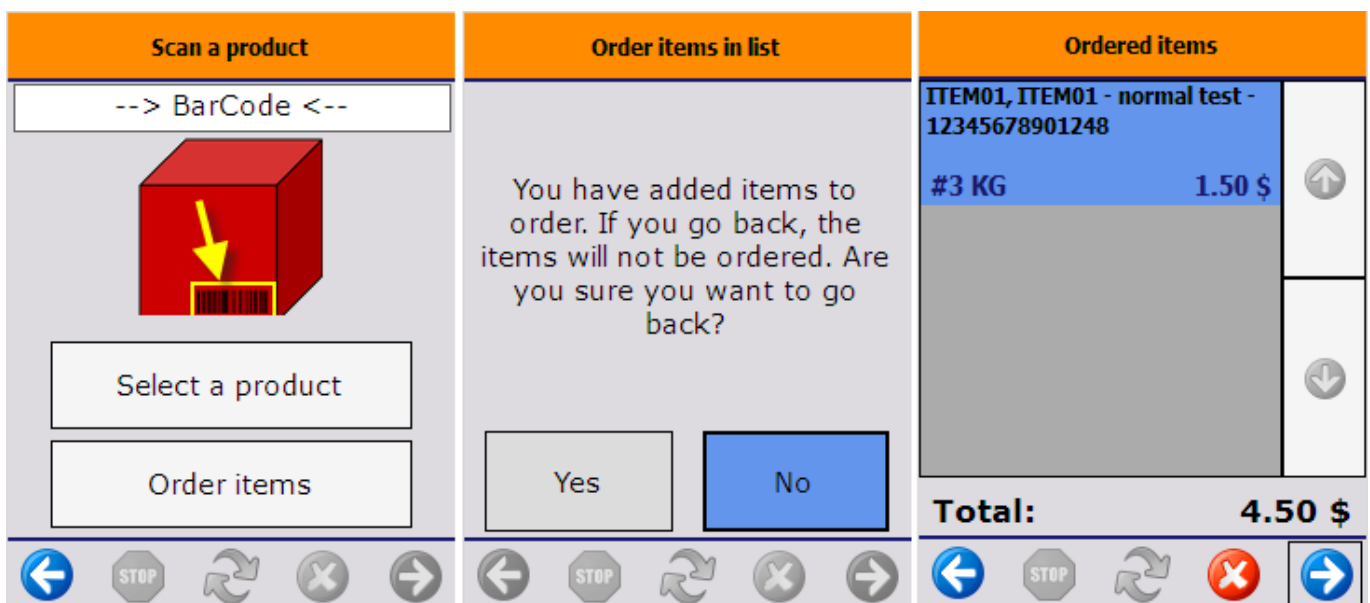 Scan a product
--> BarCode <--
Select a product
Order items
STOP
Order items in list
You have added items to
order. If you go back, the
items will not be ordered. Are
you sure you want to go
back?
Yes
No
STOP
Ordered items
ITEM01, ITEM01 - normal test -
12345678901248
#3 KG 1.50 $
Total: 4.50 $
STOP